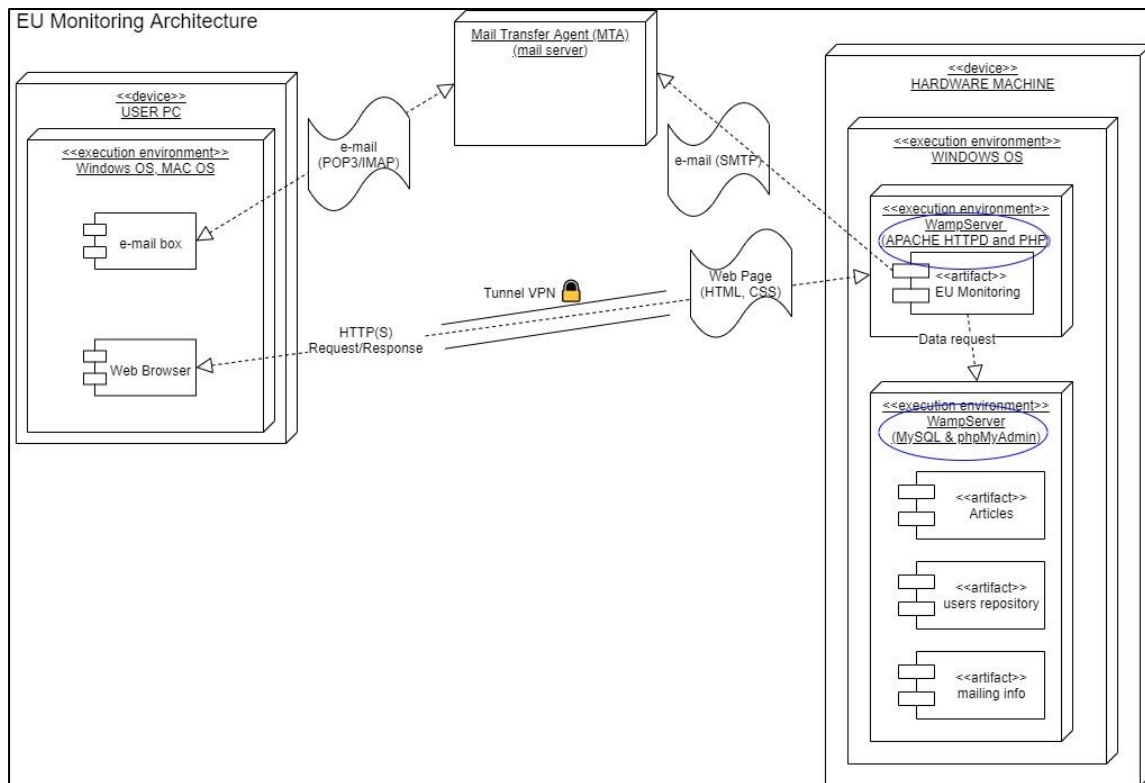 EU Monitoring Architecture
Mail Transfer Agent (MTA)
(mail server)
<<device>>
USER PC
<<execution environment>>
Windows OS, MAC OS
e-mail box
Web Browser
e-mail
(POP3/IMAP)
e-mail (SMTP)
Tunnel VPN
HTTP(S)
Request/Response
Web Page
(HTML, CSS)
<<device>>
HARDWARE MACHINE
<<execution environment>>
WINDOWS OS
<<execution environment>>
WampServer
(APACHE HTTPD and PHP)
<<artifact>>
EU Monitoring
Data request
<<execution environment>>
WampServer
(MySQL & phpMyAdmin)
<<artifact>>
Articles
<<artifact>>
users repository
<<artifact>>
mailing info